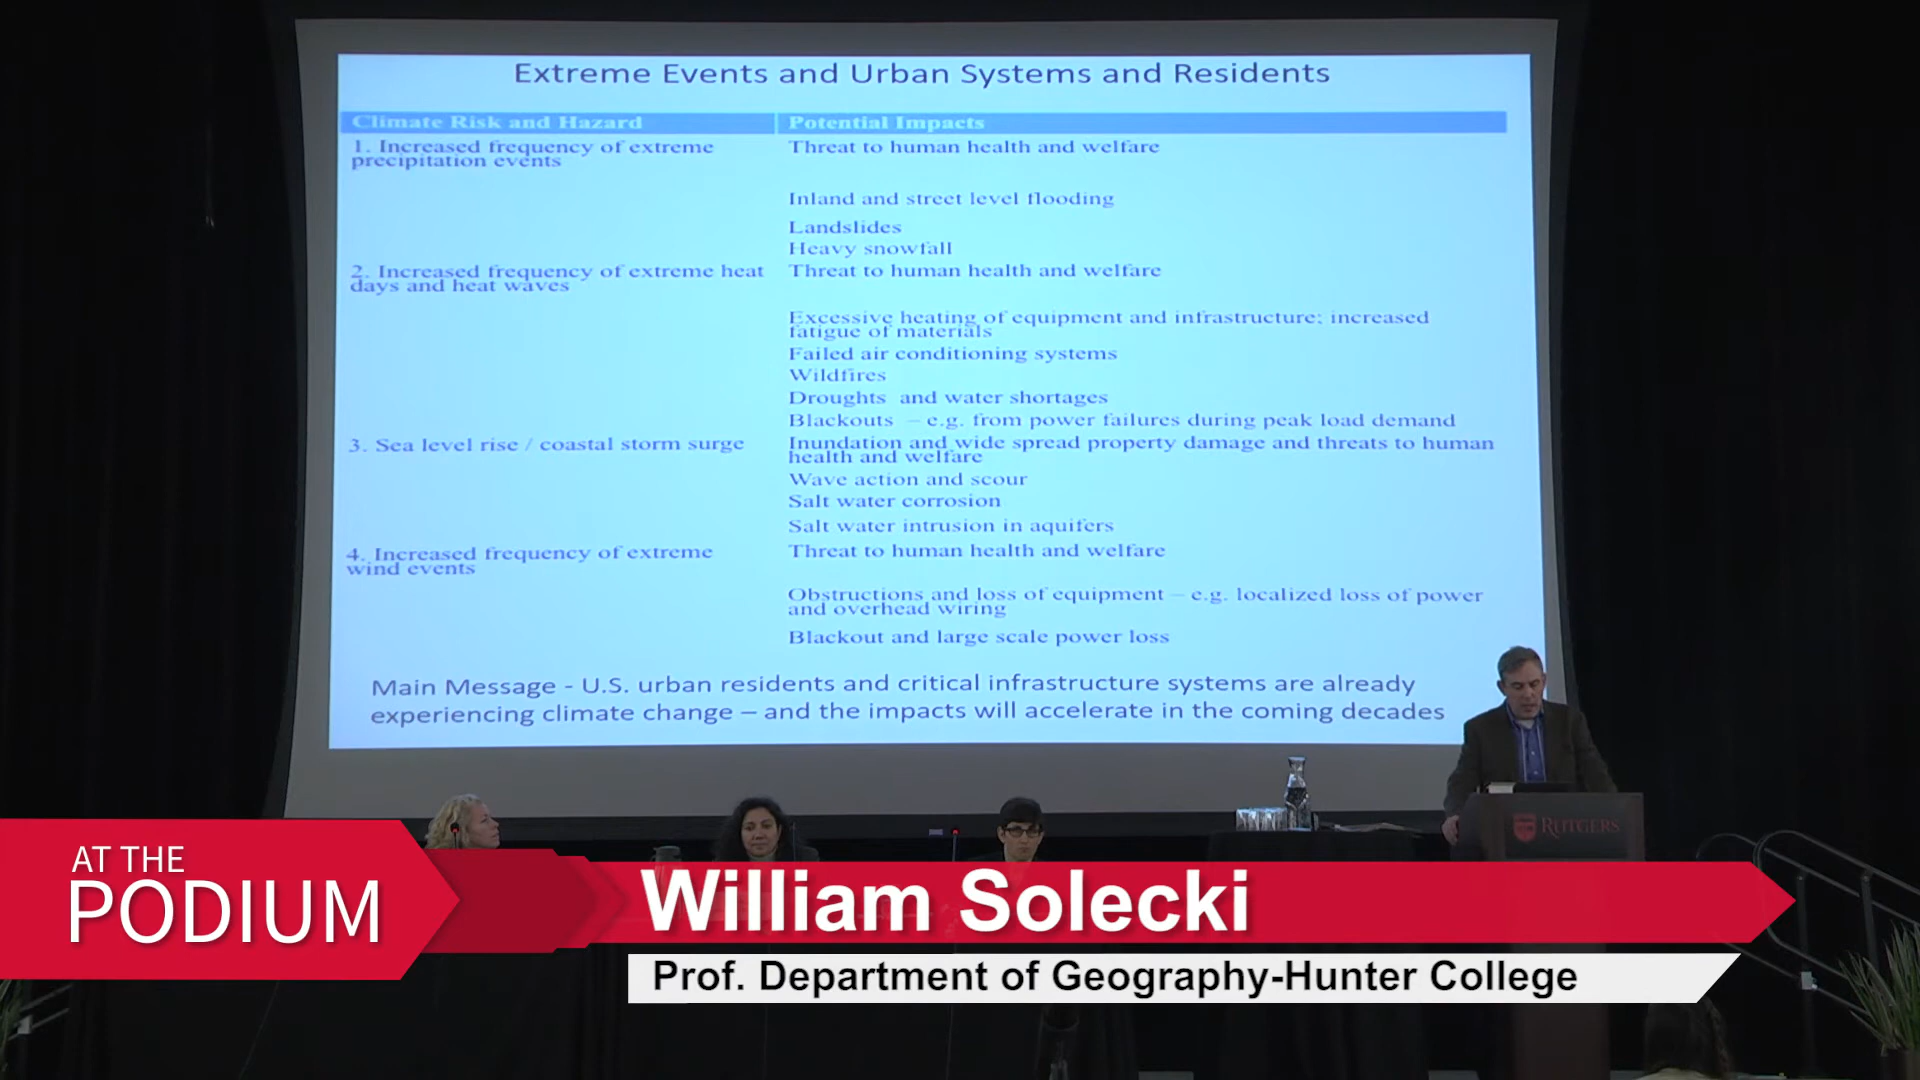 Extreme Events and Urban Systems and Residents
Climate Risk and Hazard
Potential Impacts
1. Increased frequency of extreme
precipitation events
Threat to human health and welfare
Inland and street level flooding
Landslides
Heavy snowfall
2. Increased frequency of extreme heat
days and heat waves
Threat to human health and welfare
Excessive heating of equipment and infrastructure; increased
fatigue of materials
Failed air conditioning systems
Wildfires
Droughts and water shortages
Blackouts – e.g. from power failures during peak load demand
3. Sea level rise / coastal storm surge
Inundation and wide spread property damage and threats to human
health and welfare
Wave action and scour
Salt water corrosion
Salt water intrusion in aquifers
4. Increased frequency of extreme
wind events
Threat to human health and welfare
Obstructions and loss of equipment – e.g. localized loss of power
and overhead wiring
Blackout and large scale power loss
Main Message - U.S. urban residents and critical infrastructure systems are already
experiencing climate change – and the impacts will accelerate in the coming decades
RUTGERS
AT THE
PODIUM
William Solecki
Prof. Department of Geography-Hunter College